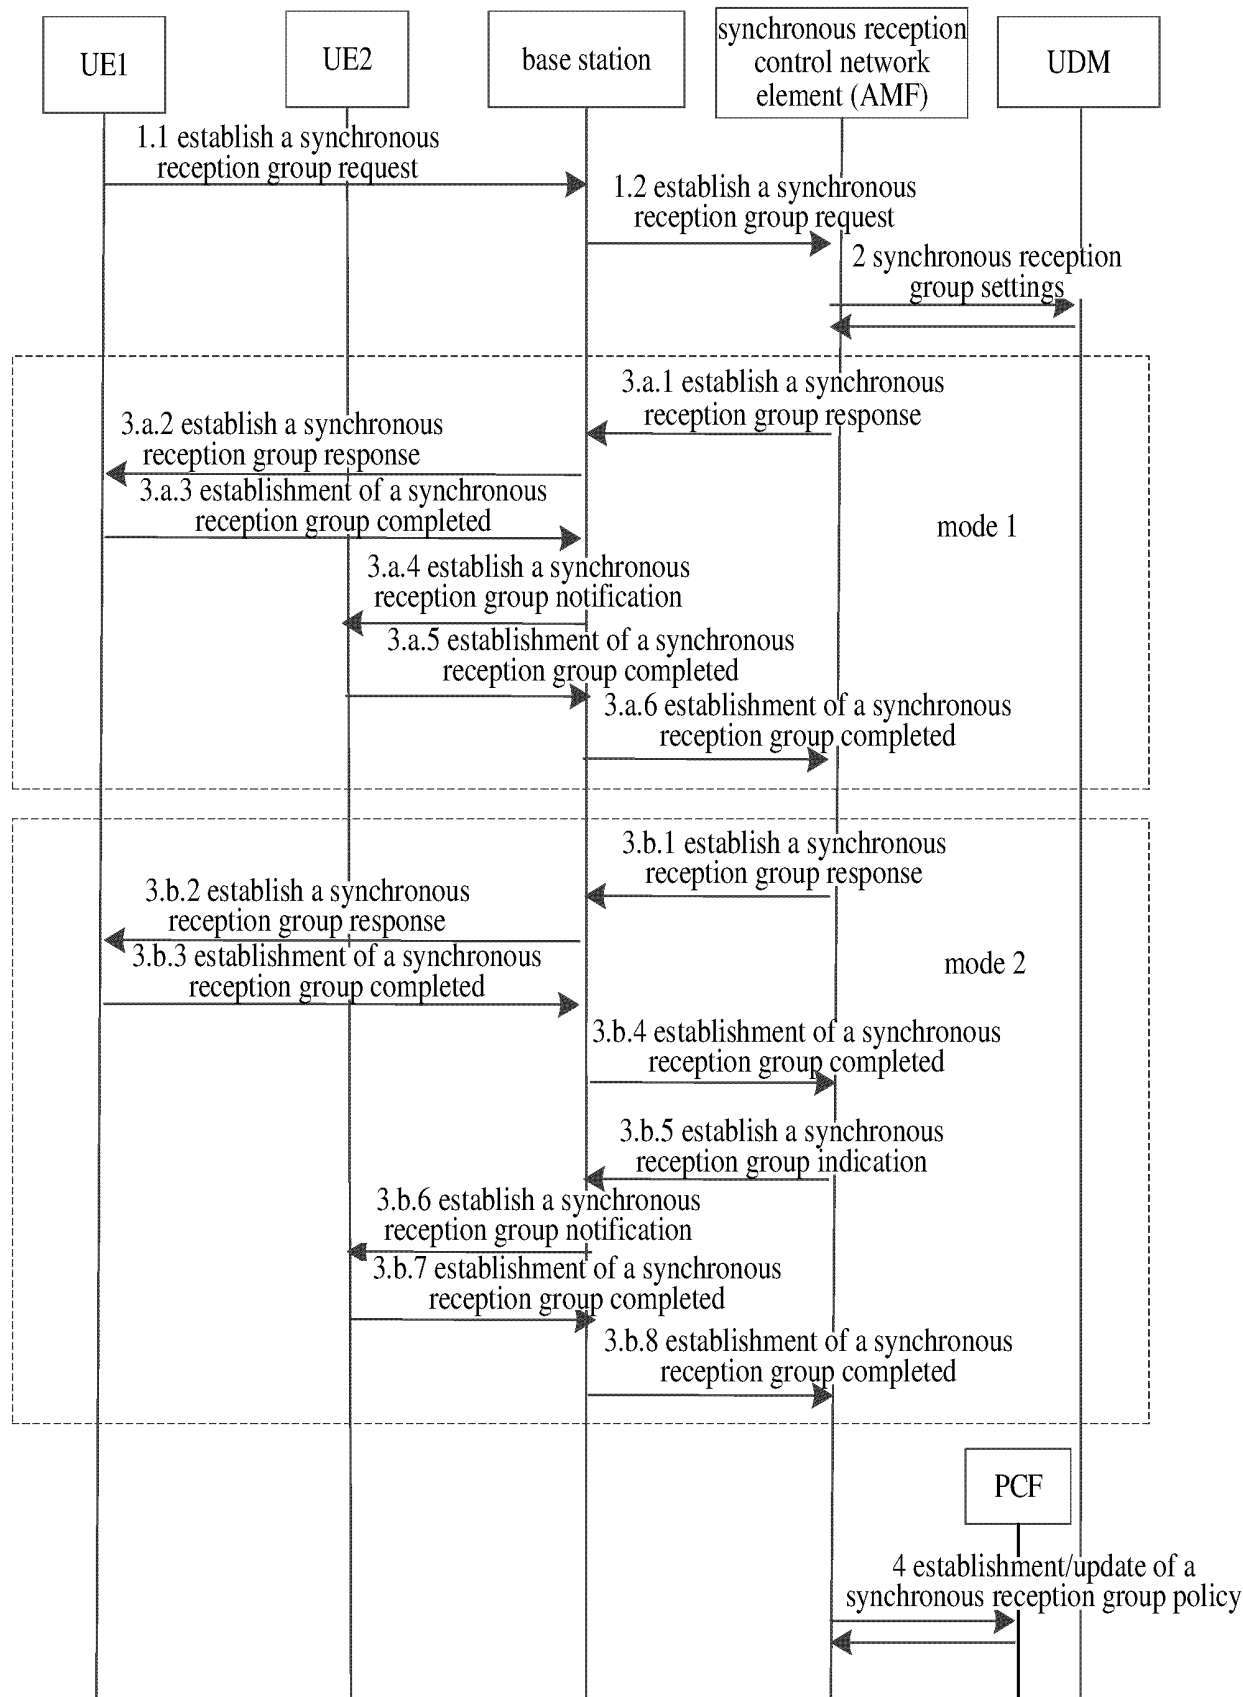 UE1
UE2
base station
synchronous reception
control network
element (AMF)
UDM
1.1 establish a synchronous
reception group request
1.2 establish a synchronous
reception group request
2 synchronous reception
group settings
3.a.1 establish a synchronous
reception group response
3.a.2 establish a synchronous
reception group response
3.a.3 establishment of a synchronous
reception group completed
mode 1
3.a.4 establish a synchronous
reception group notification
3.a.5 establishment of a synchronous
reception group completed
3.a.6 establishment of a synchronous
reception group completed
3.b.1 establish a synchronous
reception group response
3.b.2 establish a synchronous
reception group response
3.b.3 establishment of a synchronous
reception group completed
mode 2
3.b.4 establishment of a synchronous
reception group completed
3.b.5 establish a synchronous
reception group indication
3.b.6 establish a synchronous
reception group notification
3.b.7 establishment of a synchronous
reception group completed
3.b.8 establishment of a synchronous
reception group completed
PCF
4 establishment/update of a
synchronous reception group policy